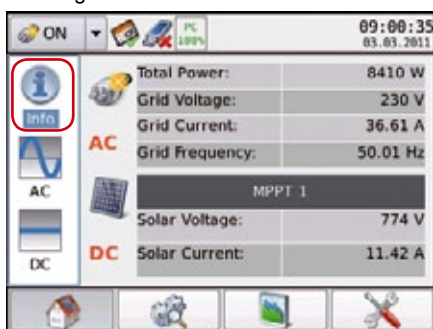 ON PC 100% 09:00:35
03.03.2011
Info
AC
DC
AC
Total Power: 8410 W
Grid Voltage: 230 V
Grid Current: 36.61 A
Grid Frequency: 50.01 Hz
MPPT 1
DC
Solar Voltage: 774 V
Solar Current: 11.42 A